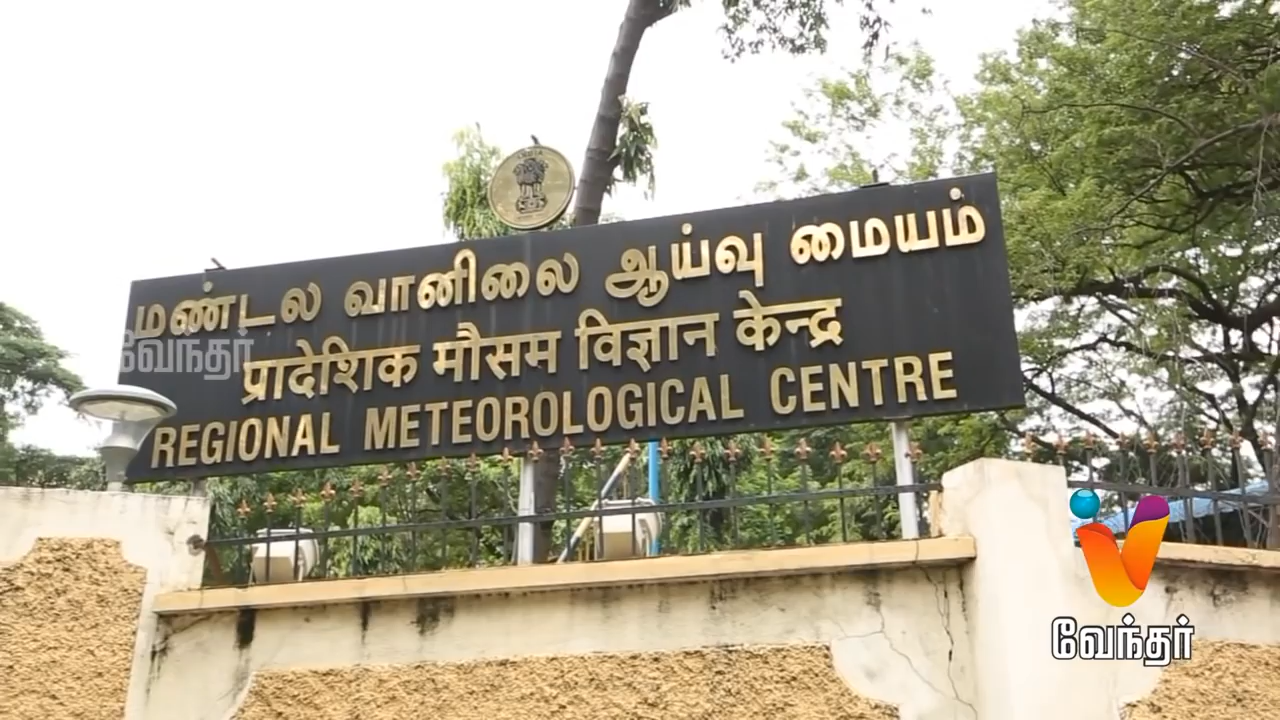 மண்டல வானிலை ஆய்வு மையம்
प्रादेशिक मौसम विज्ञान केन्द्र
REGIONAL METEOROLOGICAL CENTRE
வேந்தர்
வேந்தர்